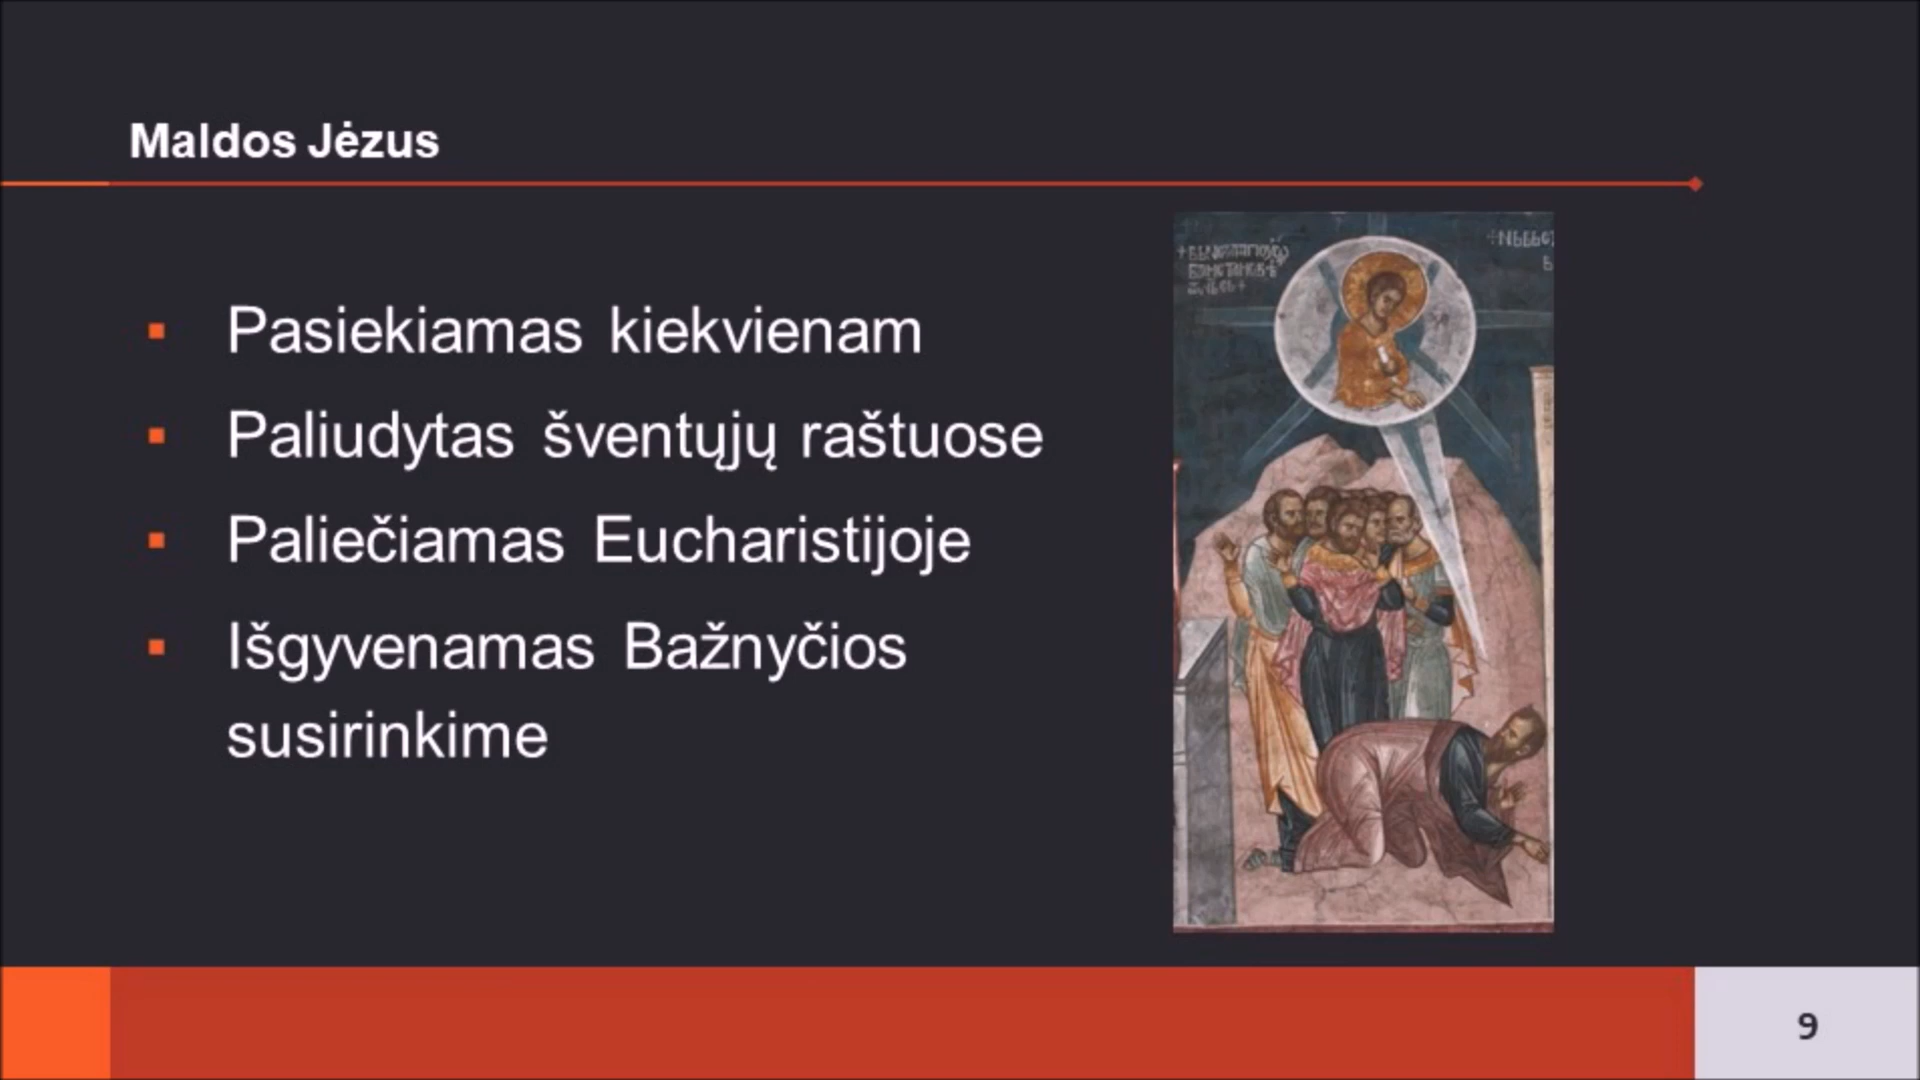 Maldos Jėzus
Pasiekiamas kiekvienam
Paliudytas šventųjų raštuose
Paliečiamas Eucharistijoje
Išgyvenamas Bažnyčios
susirinkime
9